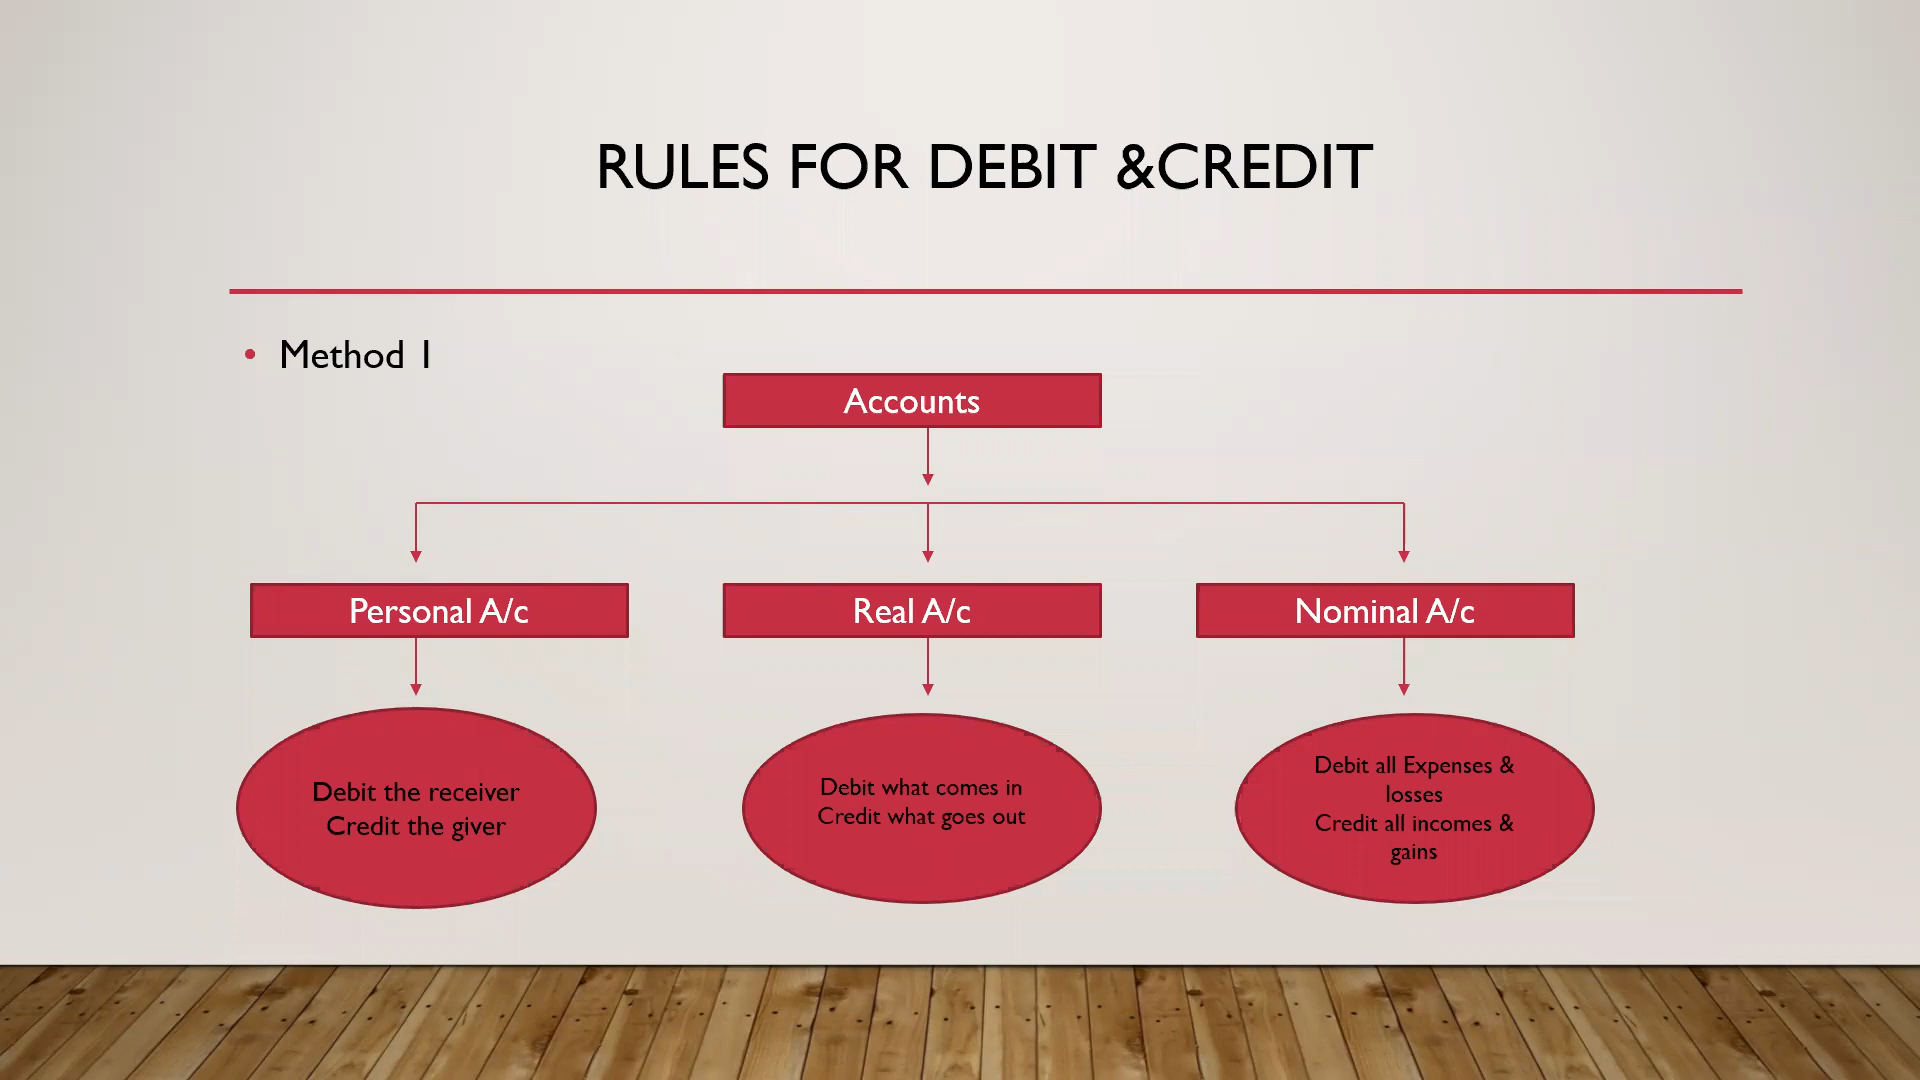 RULES FOR DEBIT &CREDIT
• Method 1
Accounts
Personal A/c
Real A/c
Nominal A/c
Debit the receiver
Credit the giver
Debit what comes in
Credit what goes out
Debit all Expenses &
losses
Credit all incomes &
gains